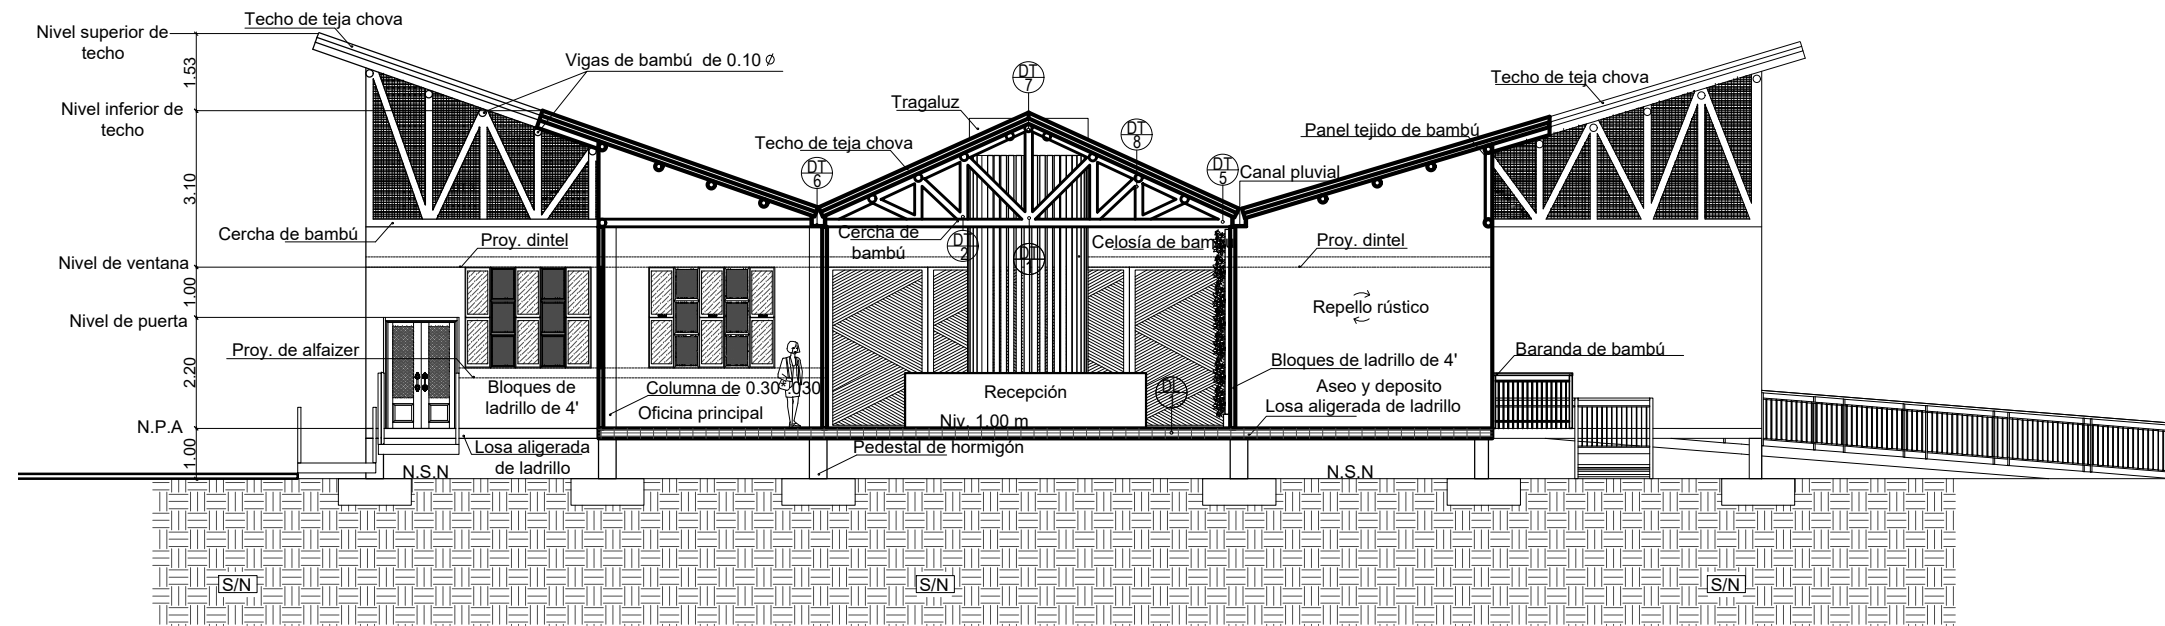 Techo de teja chova
Nivel superior de
techo
Vigas de bambú de 0.10 ⌀
1.53
DT
7
Techo de teja chova
Nivel inferior de
techo
Tragaluz
Panel tejido de bambú
DT
8
Techo de teja chova
DT
6
DT
5
Canal pluvial
3.10
Cercha de bambú
Proy. dintel
Cercha de
bambú
DT
2
DT
1
Celosía de bambú
Proy. dintel
Nivel de ventana
1.00
Repello rústico
Nivel de puerta
Proy. de alfaizer
2.20
Bloques de
ladrillo de 4'
Columna de 0.30*.030
Oficina principal
Recepción
Bloques de ladrillo de 4'
Baranda de bambú
Aseo y deposito
Losa aligerada de ladrillo
N.P.A
Niv. 1.00 m
1.00
Losa aligerada
de ladrillo
Pedestal de hormigón
N.S.N
N.S.N
S/N
S/N
S/N